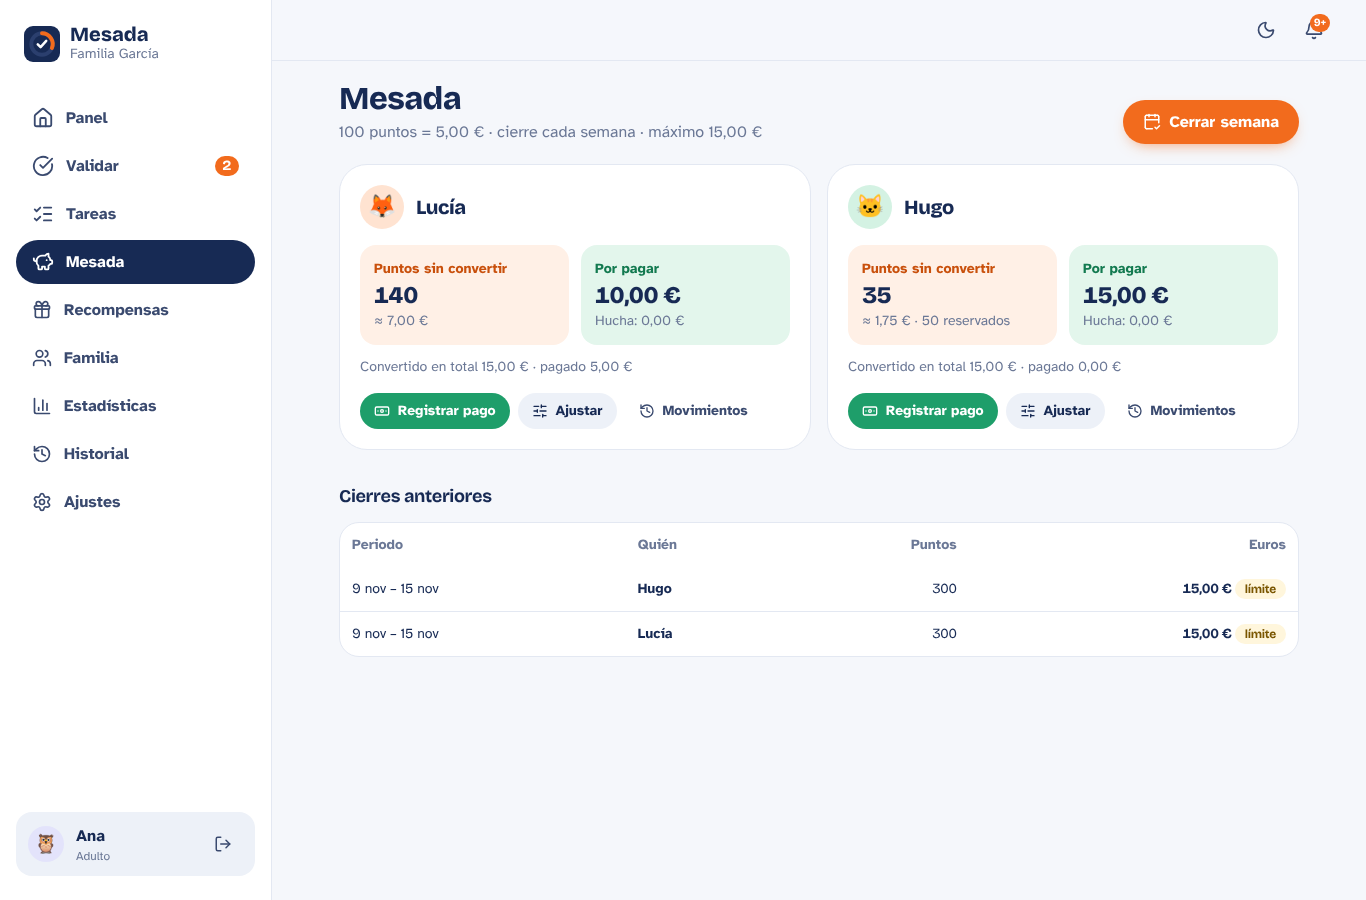 Mesada
Familia García
Panel
Validar
2
Tareas
Mesada
Recompensas
Familia
Estadísticas
Historial
Ajustes
Ana
Adulto
9+
Mesada
100 puntos = 5,00 € · cierre cada semana · máximo 15,00 €
Cerrar semana
Lucía
Puntos sin convertir
140
≈ 7,00 €
Por pagar
10,00 €
Hucha: 0,00 €
Convertido en total 15,00 € · pagado 5,00 €
Registrar pago
Ajustar
Movimientos
Hugo
Puntos sin convertir
35
≈ 1,75 € · 50 reservados
Por pagar
15,00 €
Hucha: 0,00 €
Convertido en total 15,00 € · pagado 0,00 €
Registrar pago
Ajustar
Movimientos
Cierres anteriores
Periodo Quién Puntos Euros
9 nov – 15 nov Hugo 300 15,00 € límite
9 nov – 15 nov Lucía 300 15,00 € límite